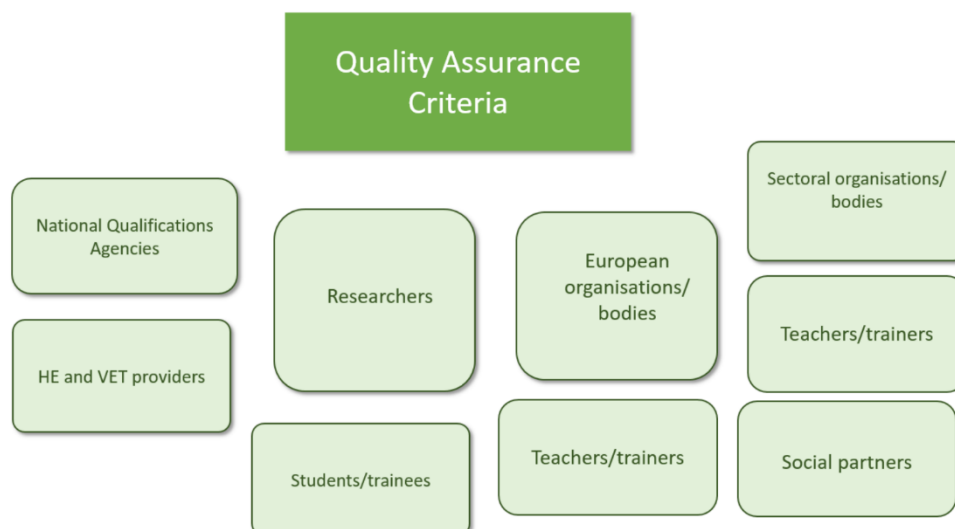 Quality Assurance
Criteria
National Qualifications
Agencies
HE and VET providers
Researchers
Students/trainees
European
organisations/
bodies
Teachers/trainers
Sectoral organisations/
bodies
Teachers/trainers
Social partners